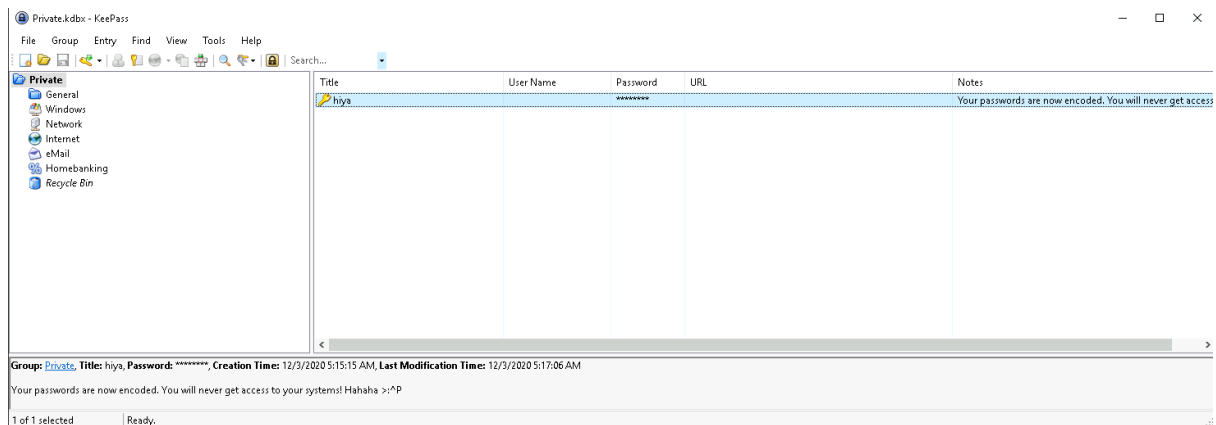 Private.kdbx - KeePass
File Group Entry Find View Tools Help
Search...
Private
General
Windows
Network
Internet
eMail
Homebanking
Recycle Bin
Title User Name Password URL Notes
hiya ******** Your passwords are now encoded. You will never get access
Group: Private, Title: hiya, Password: ********, Creation Time: 12/3/2020 5:15:15 AM, Last Modification Time: 12/3/2020 5:17:06 AM
Your passwords are now encoded. You will never get access to your systems! Hahaha >:^P
1 of 1 selected Ready.